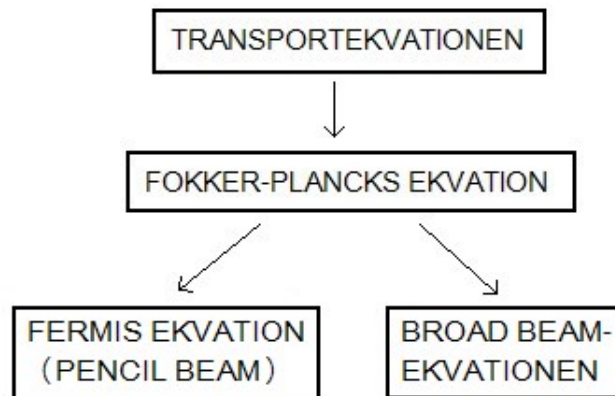 TRANSPORTEKVATIONEN
FOKKER-PLANCKS EKVATION
FERMIS EKVATION
(PENCIL BEAM)
BROAD BEAM-
EKVATIONEN